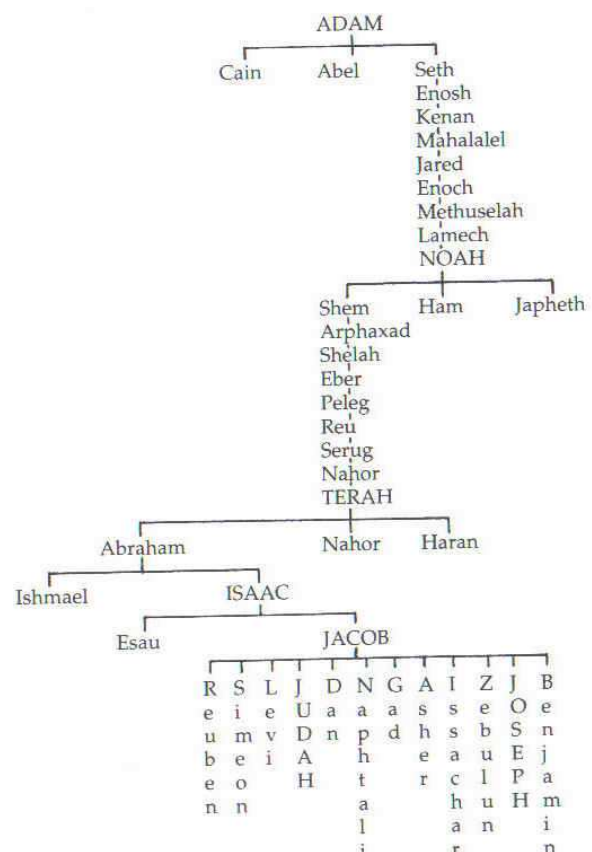 ADAM
Cain Abel Seth
Enosh
Kenan
Mahalalel
Jared
Enoch
Methuselah
Lamech
NOAH
Shem Ham Japheth
Arphaxad
Shelah
Eber
Peleg
Reu
Serug
Nahor
TERAH
Abraham Nahor Haran
Ishmael ISAAC
Esau JACOB
Reuben
Simeon
Levi
JUDAH
Dan
Naphtali
Gad
Asher
Issachar
Zebulun
JOSEPH
Benjamin